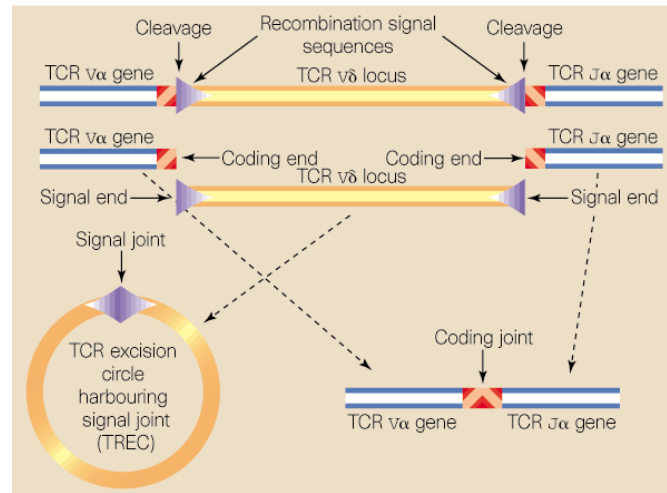 Cleavage
Recombination signal
sequences
Cleavage
TCR Vα gene
TCR Vδ locus
TCR Jα gene
TCR Vα gene
Coding end
Coding end
TCR Jα gene
TCR Vδ locus
Signal end
Signal end
Signal joint
TCR excision
circle
harbouring
signal joint
(TREC)
Coding joint
TCR Vα gene
TCR Jα gene